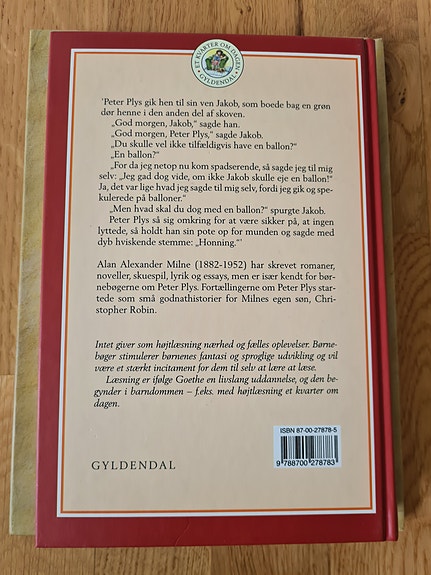 ET KVARTER OM DAGEN
GYLDENDAL
'Peter Plys gik hen til sin ven Jakob, som boede bag en grøn
dør henne i den anden del af skoven.
„God morgen, Jakob,“ sagde han.
„God morgen, Peter Plys,“ sagde Jakob.
„Du skulle vel ikke tilfældigvis have en ballon?“
„En ballon?“
„For da jeg netop nu kom spadserende, så sagde jeg til mig
selv: „Jeg gad dog vide, om ikke Jakob skulle eje en ballon!“
Ja, det var lige hvad jeg sagde til mig selv, fordi jeg gik og spe-
kulerede på balloner.“
„Men hvad skal du dog med en ballon?“ spurgte Jakob.
Peter Plys så sig omkring for at være sikker på, at ingen
lyttede, så holdt han sin pote op for munden og sagde med
dyb hviskende stemme: „Honning.“'
Alan Alexander Milne (1882-1952) har skrevet romaner,
noveller, skuespil, lyrik og essays, men er især kendt for bør-
nebøgerne om Peter Plys. Fortællingerne om Peter Plys star-
tede som små godnathistorier for Milnes egen søn, Chri-
stopher Robin.
Intet giver som højtlæsning nærhed og fælles oplevelser. Børne-
bøger stimulerer børnenes fantasi og sproglige udvikling og vil
være et stærkt incitament for dem til selv at lære at læse.
Læsning er ifølge Goethe en livslang uddannelse, og den be-
gynder i barndommen – f.eks. med højtlæsning et kvarter om
dagen.
ISBN 87-00-27878-5
9 788700 278783
GYLDENDAL